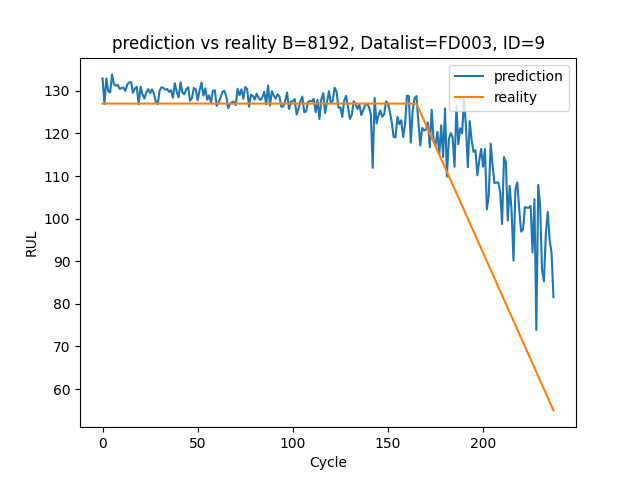 prediction vs reality B=8192, Datalist=FD003, ID=9
prediction
reality
RUL
130
120
110
100
90
80
70
60
0 50 100 150 200
Cycle